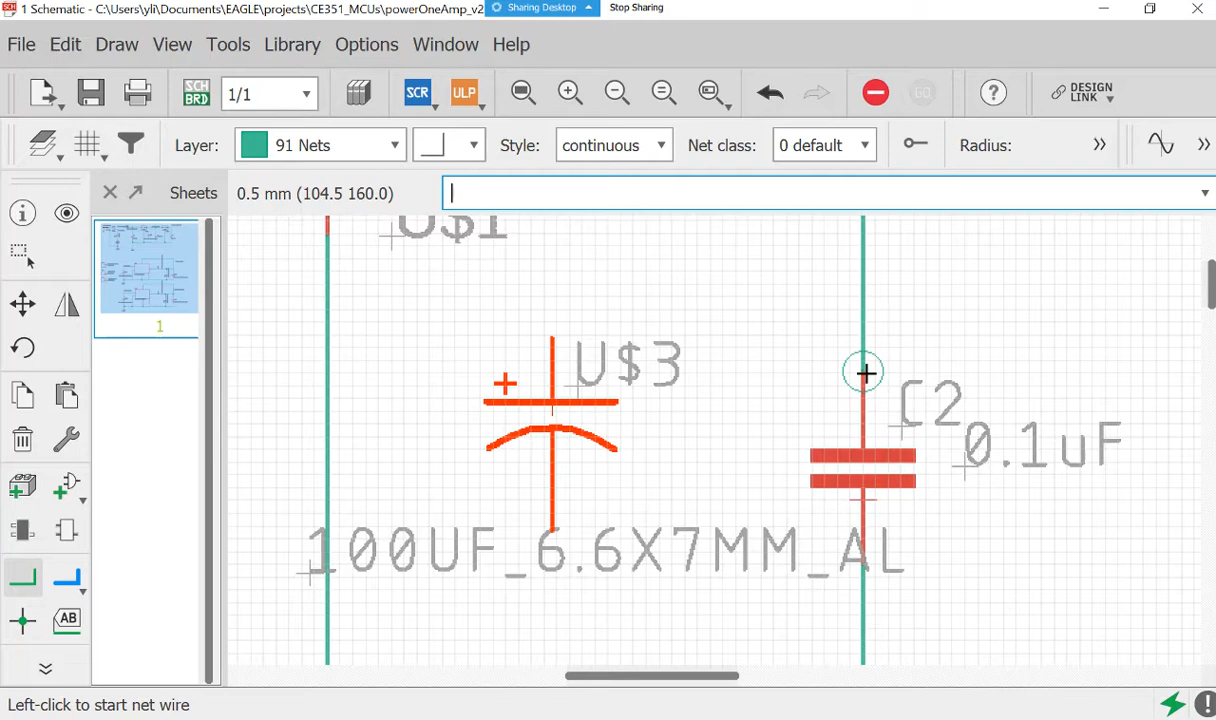 1 Schematic - C:\Users\yli\Documents\EAGLE\projects\CE351_MCUs\powerOneAmp_v2
Sharing Desktop
Stop Sharing
File Edit Draw View Tools Library Options Window Help
SCH
BRD
1/1
SCR
ULP
GO
DESIGN
LINK
Layer: 91 Nets
Style: continuous
Net class: 0 default
Radius:
Sheets
0.5 mm (104.5 160.0)
1
U$1
U$3
+
C2
0.1uF
100UF_6.6X7MM_AL
AB
Left-click to start net wire